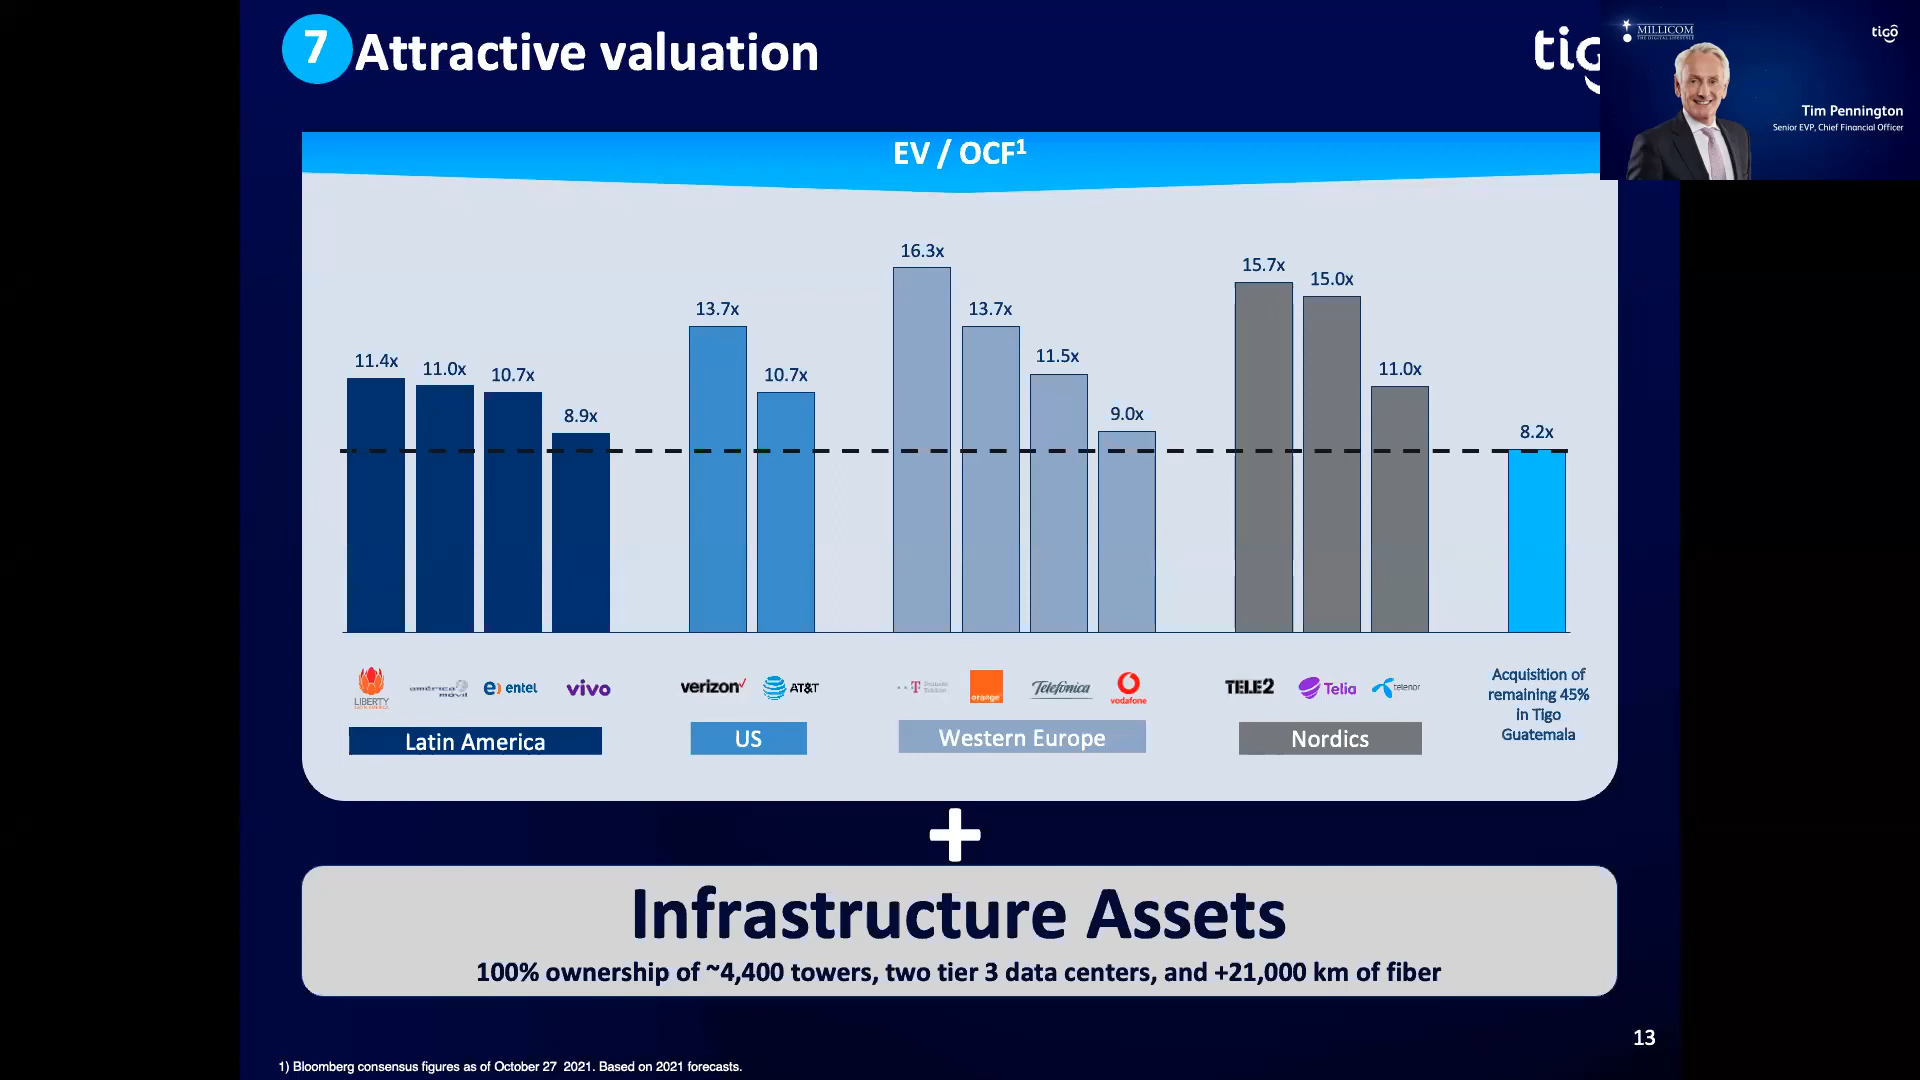 7 Attractive valuation
MILLICOM
THE DIGITAL LIFESTYLE
tigo
Tim Pennington
Senior EVP, Chief Financial Officer
EV / OCF1
11.4x 11.0x 10.7x 8.9x 13.7x 10.7x 16.3x 13.7x 11.5x 9.0x 15.7x 15.0x 11.0x 8.2x
LIBERTY
LATIN AMERICA
américa
móvil
entel
vivo
verizon
AT&T
T
orange
Telefónica
vodafone
TELE2
Telia
telenor
Acquisition of
remaining 45%
in Tigo
Guatemala
Latin America US Western Europe Nordics
+
Infrastructure Assets
100% ownership of ~4,400 towers, two tier 3 data centers, and +21,000 km of fiber
13
1) Bloomberg consensus figures as of October 27 2021. Based on 2021 forecasts.